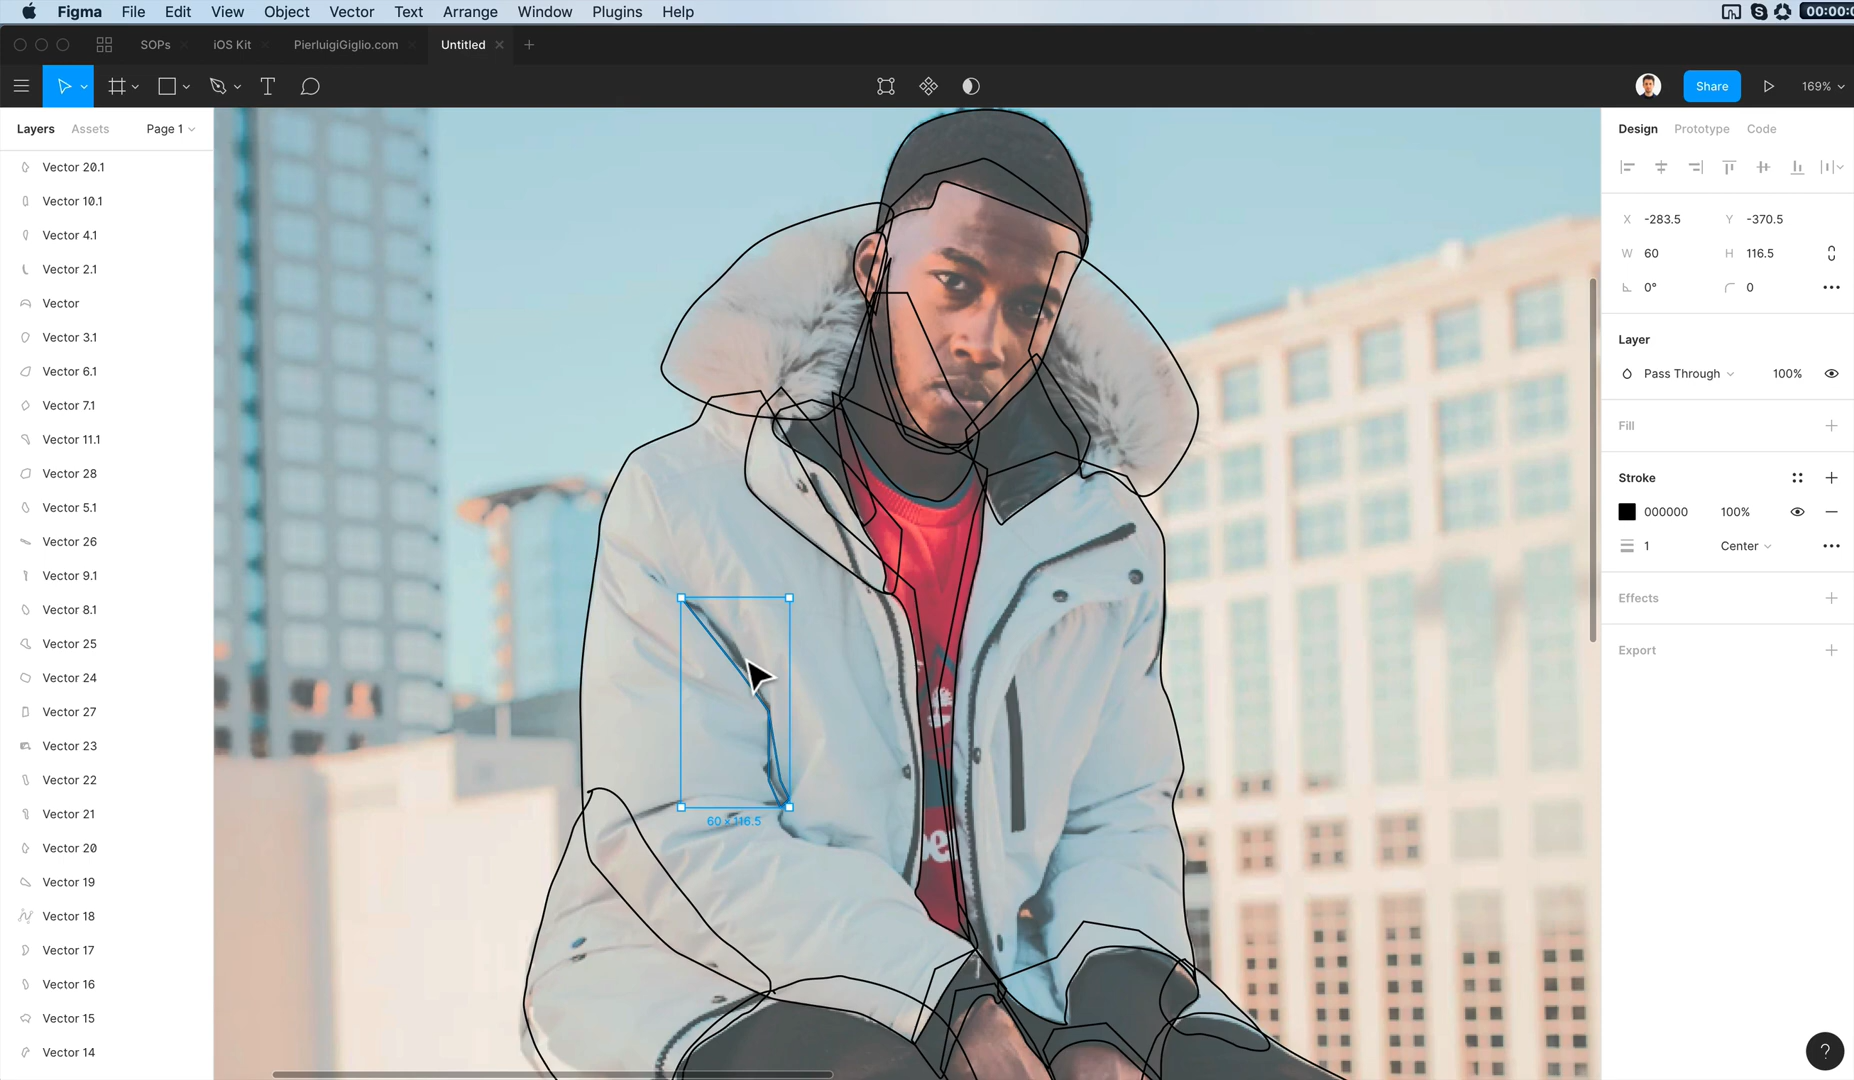 Figma File Edit View Object Vector Text Arrange Window Plugins Help
SOPs iOS Kit PierluigiGiglio.com Untitled
Share 169%
Layers Assets Page 1
Vector 20.1
Vector 10.1
Vector 4.1
Vector 2.1
Vector
Vector 3.1
Vector 6.1
Vector 7.1
Vector 11.1
Vector 28
Vector 5.1
Vector 26
Vector 9.1
Vector 8.1
Vector 25
Vector 24
Vector 27
Vector 23
Vector 22
Vector 21
Vector 20
Vector 19
Vector 18
Vector 17
Vector 16
Vector 15
Vector 14
60 x 116.5
Design Prototype Code
X -283.5 Y -370.5
W 60 H 116.5
0° 0
Layer
Pass Through 100%
Fill
Stroke
000000 100%
1 Center
Effects
Export
?